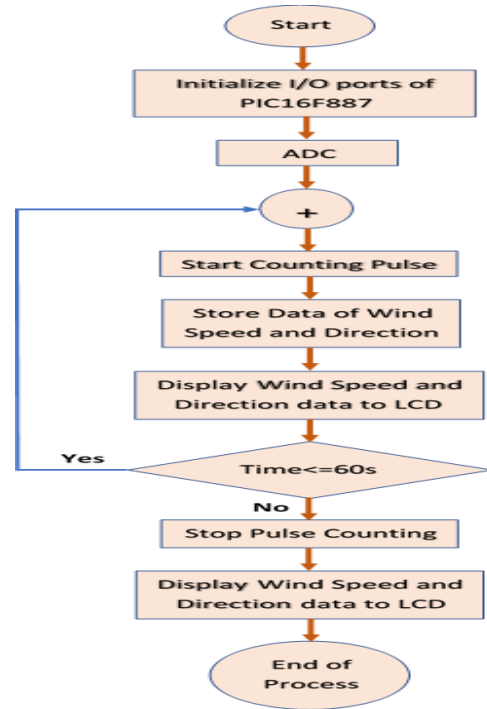 Start
Initialize I/O ports of
PIC16F887
ADC
+
Start Counting Pulse
Store Data of Wind
Speed and Direction
Display Wind Speed and
Direction data to LCD
Yes
Time<=60s
No
Stop Pulse Counting
Display Wind Speed and
Direction data to LCD
End of
Process